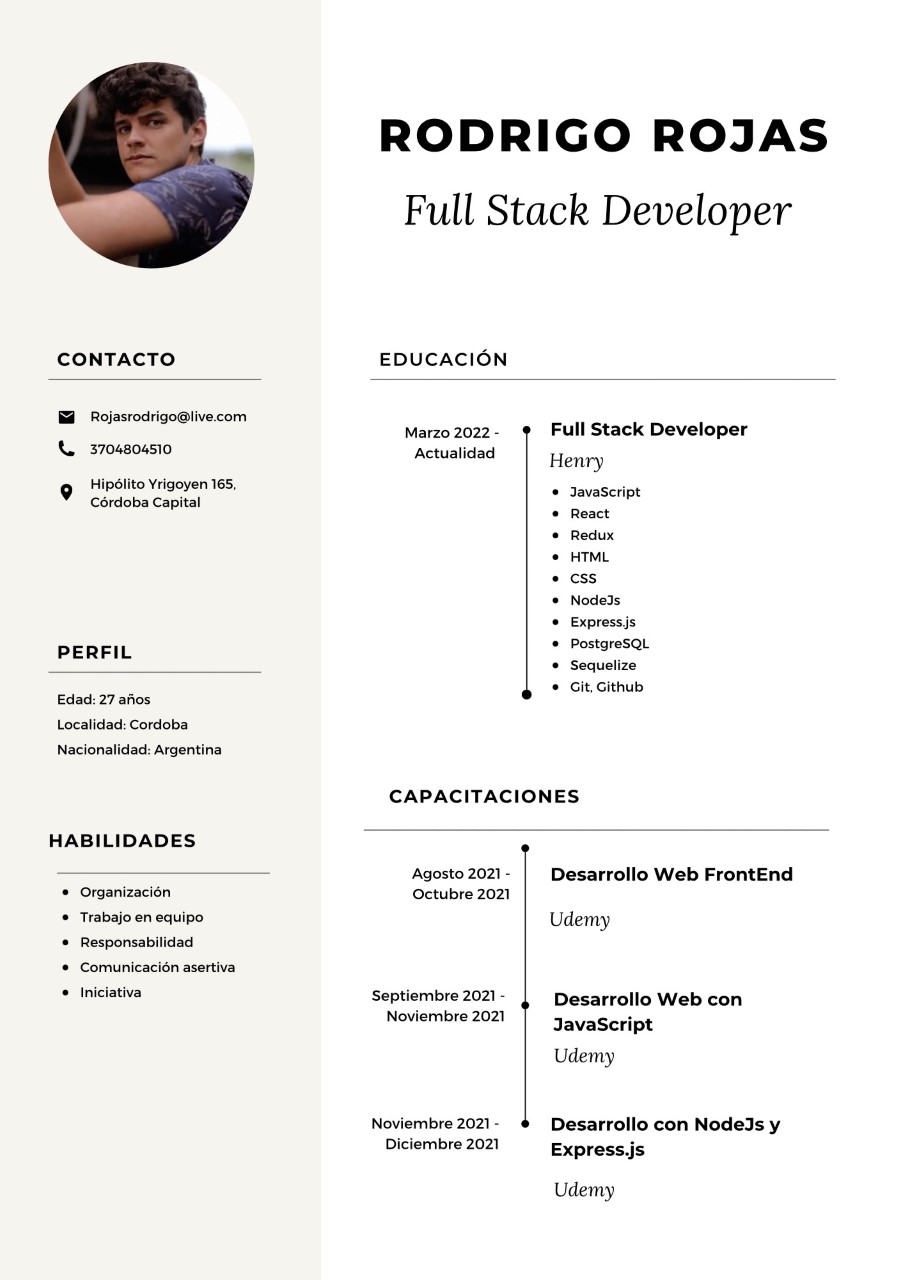 RODRIGO ROJAS
Full Stack Developer
CONTACTO
Rojasrodrigo@live.com
3704804510
Hipólito Yrigoyen 165,
Córdoba Capital
PERFIL
Edad: 27 años
Localidad: Cordoba
Nacionalidad: Argentina
HABILIDADES
Organización
Trabajo en equipo
Responsabilidad
Comunicación asertiva
Iniciativa
EDUCACIÓN
Marzo 2022 -
Actualidad
Full Stack Developer
Henry
JavaScript
React
Redux
HTML
CSS
NodeJs
Express.js
PostgreSQL
Sequelize
Git, Github
CAPACITACIONES
Agosto 2021 -
Octubre 2021
Desarrollo Web FrontEnd
Udemy
Septiembre 2021 -
Noviembre 2021
Desarrollo Web con
JavaScript
Udemy
Noviembre 2021 -
Diciembre 2021
Desarrollo con NodeJs y
Express.js
Udemy